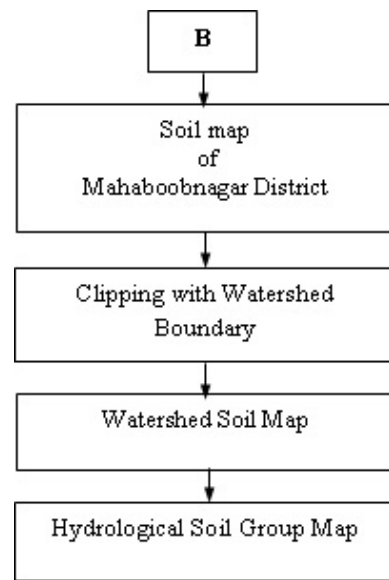 B
Soil map
of
Mahaboobnagar District
Clipping with Watershed
Boundary
Watershed Soil Map
Hydrological Soil Group Map